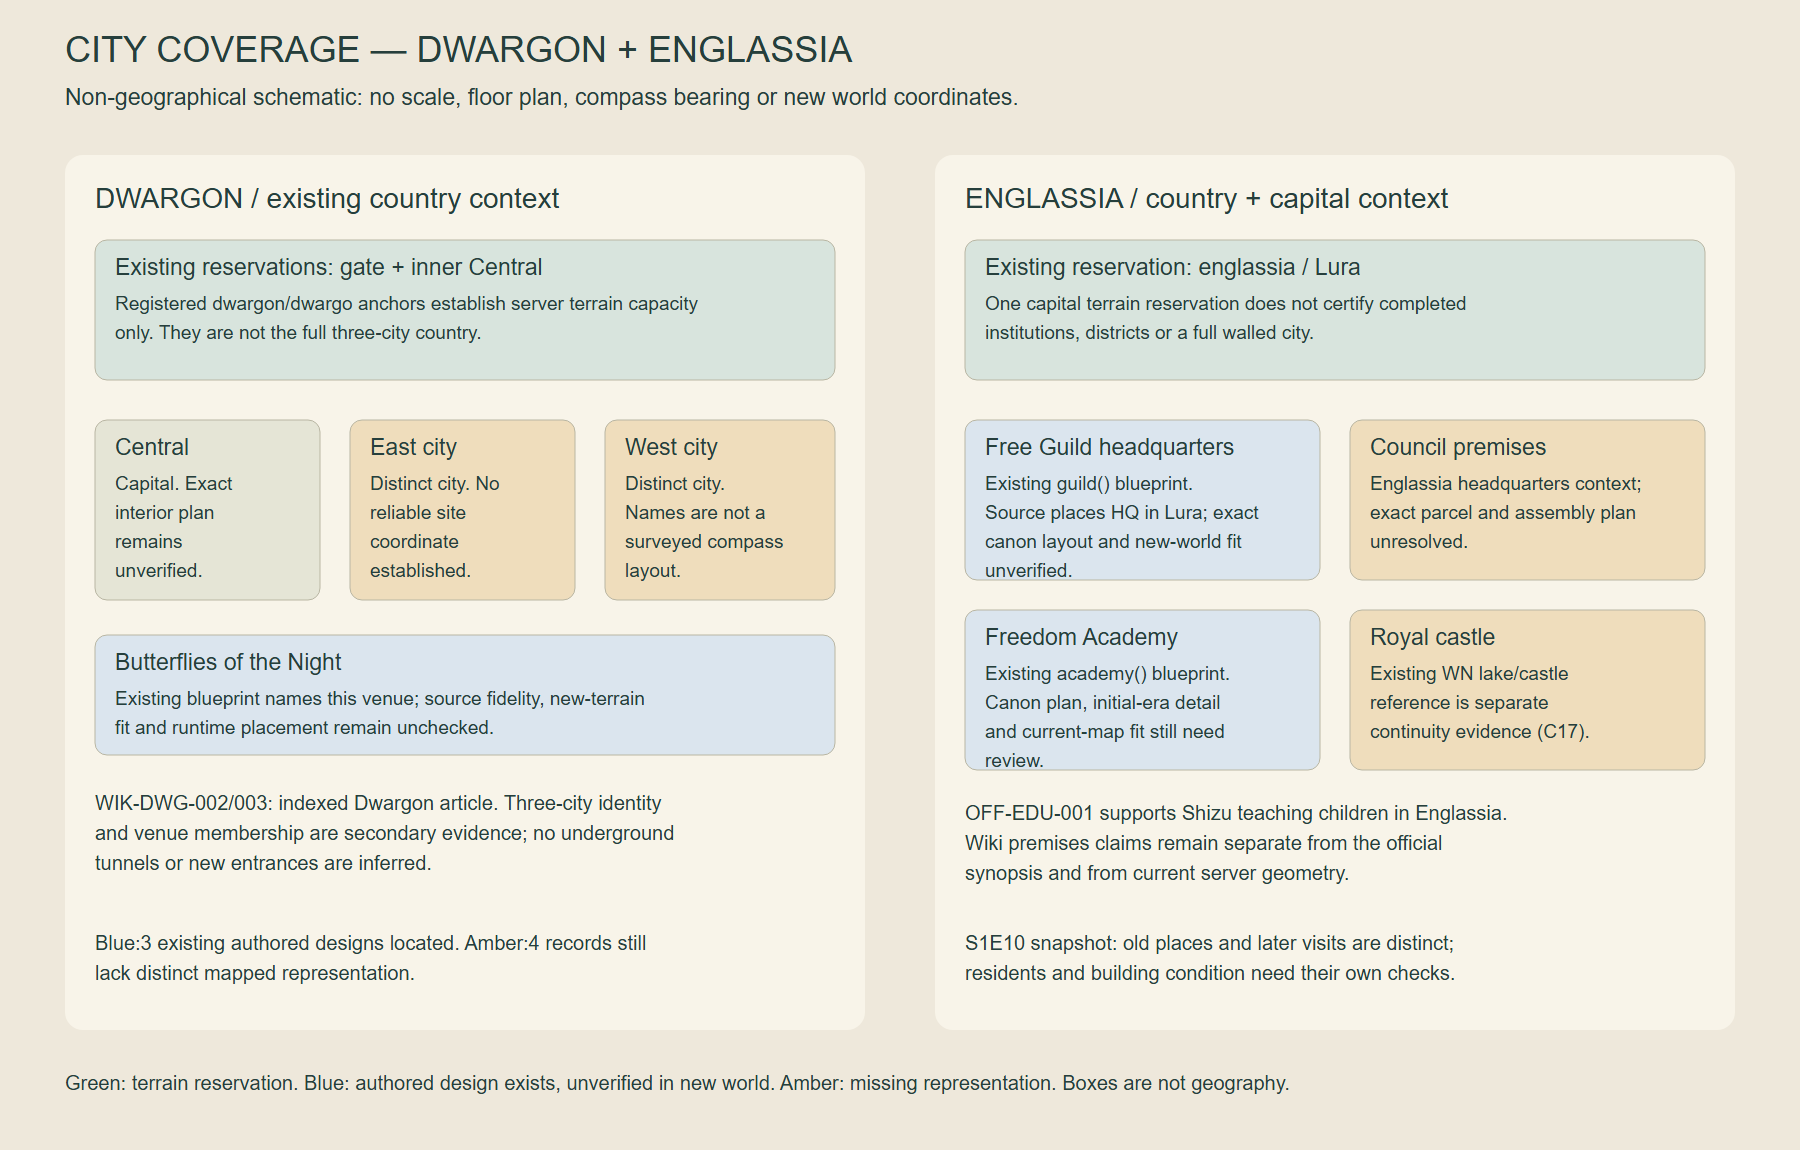 CITY COVERAGE — DWARGON + ENGLASSIA
Non-geographical schematic: no scale, floor plan, compass bearing or new world coordinates.
DWARGON / existing country context
Existing reservations: gate + inner Central
Registered dwargon/dwargo anchors establish server terrain capacity
only. They are not the full three-city country.
Central
Capital. Exact
interior plan
remains
unverified.
East city
Distinct city. No
reliable site
coordinate
established.
West city
Distinct city.
Names are not a
surveyed compass
layout.
Butterflies of the Night
Existing blueprint names this venue; source fidelity, new-terrain
fit and runtime placement remain unchecked.
WIK-DWG-002/003: indexed Dwargon article. Three-city identity
and venue membership are secondary evidence; no underground
tunnels or new entrances are inferred.
Blue:3 existing authored designs located. Amber:4 records still
lack distinct mapped representation.
ENGLASSIA / country + capital context
Existing reservation: englassia / Lura
One capital terrain reservation does not certify completed
institutions, districts or a full walled city.
Free Guild headquarters
Existing guild() blueprint.
Source places HQ in Lura; exact
canon layout and new-world fit
unverified.
Council premises
Englassia headquarters context;
exact parcel and assembly plan
unresolved.
Freedom Academy
Existing academy() blueprint.
Canon plan, initial-era detail
and current-map fit still need
review.
Royal castle
Existing WN lake/castle
reference is separate
continuity evidence (C17).
OFF-EDU-001 supports Shizu teaching children in Englassia.
Wiki premises claims remain separate from the official
synopsis and from current server geometry.
S1E10 snapshot: old places and later visits are distinct;
residents and building condition need their own checks.
Green: terrain reservation. Blue: authored design exists, unverified in new world. Amber: missing representation. Boxes are not geography.